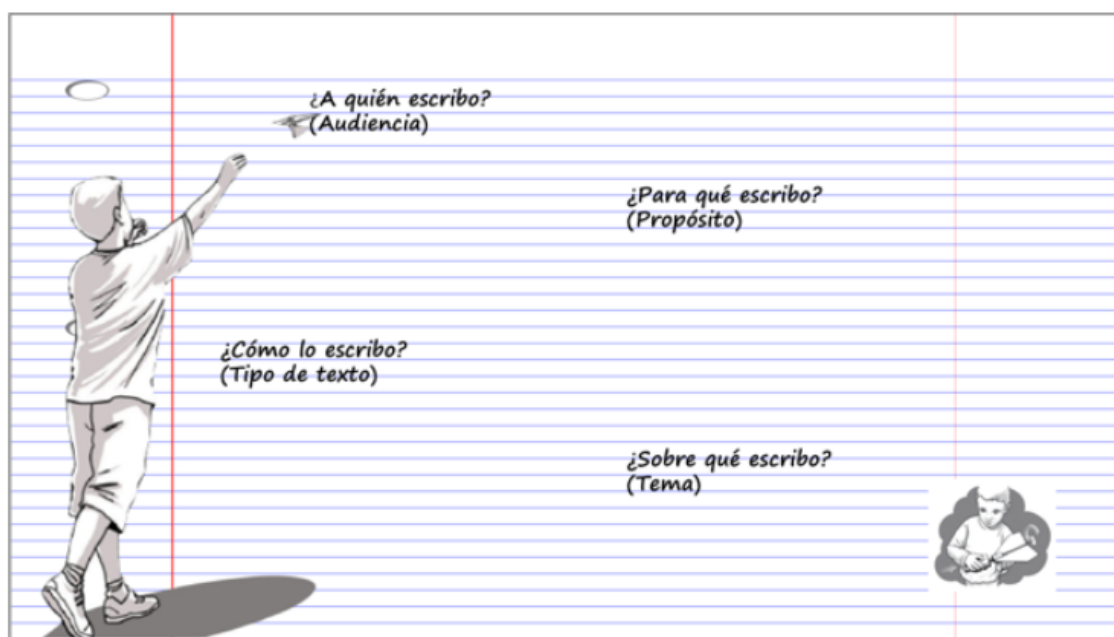 ¿A quién escribo?
(Audiencia)
¿Para qué escribo?
(Propósito)
¿Cómo lo escribo?
(Tipo de texto)
¿Sobre qué escribo?
(Tema)